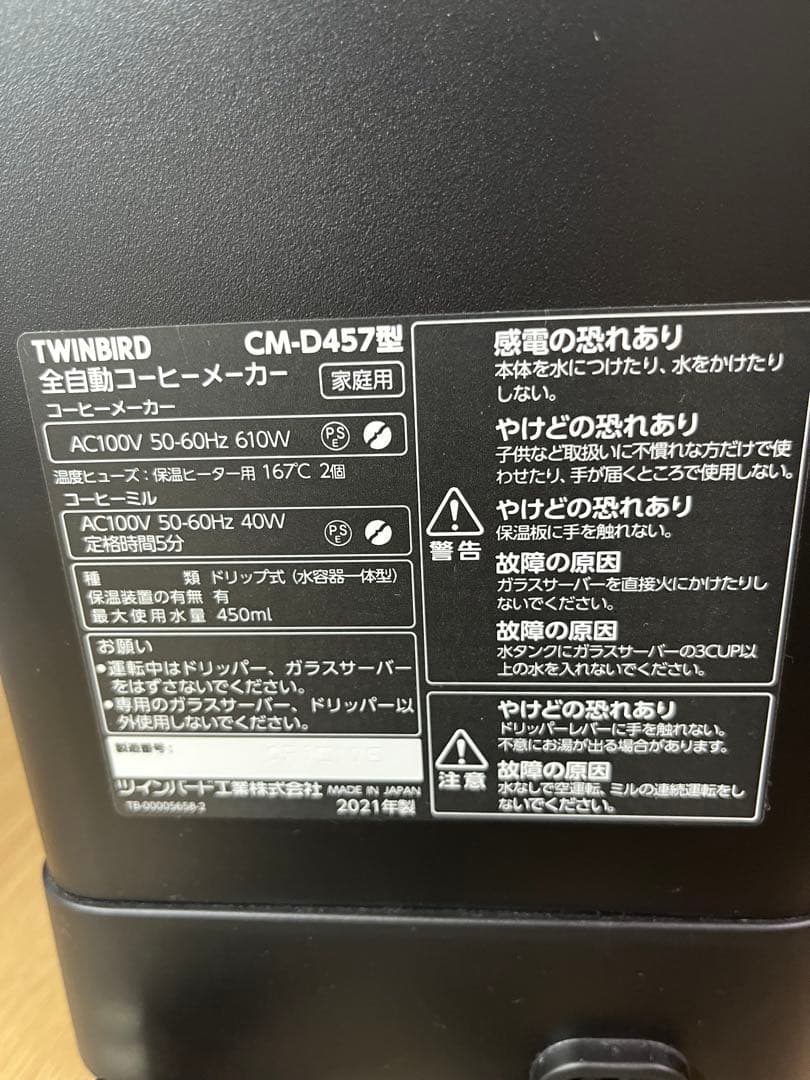 TWINBIRD CM-D457型
全自動コーヒーメーカー 家庭用
コーヒーメーカー
AC100V 50-60Hz 610W PSE
温度ヒューズ：保温ヒーター用 167℃ 2個
コーヒーミル
AC100V 50-60Hz 40W PSE
定格時間5分
種類 ドリップ式（水容器一体型）
保温装置の有無 有
最大使用水量 450ml
お願い
●運転中はドリッパー、ガラスサーバー
をはずさないでください。
●専用のガラスサーバー、ドリッパー以
外使用しないでください。
製造番号：
ツインバード工業株式会社 MADE IN JAPAN
TB-00005658-2 2021年製
警告
感電の恐れあり
本体を水につけたり、水をかけたり
しない。
やけどの恐れあり
子供など取扱いに不慣れな方だけで使
わせたり、手が届くところで使用しない。
やけどの恐れあり
保温板に手を触れない。
故障の原因
ガラスサーバーを直接火にかけたりし
ないでください。
故障の原因
水タンクにガラスサーバーの3CUP以
上の水を入れないでください。
注意
やけどの恐れあり
ドリッパーレバーに手を触れない。
不意にお湯が出る場合があります。
故障の原因
水なしで空運転、ミルの連続運転をし
ないでください。